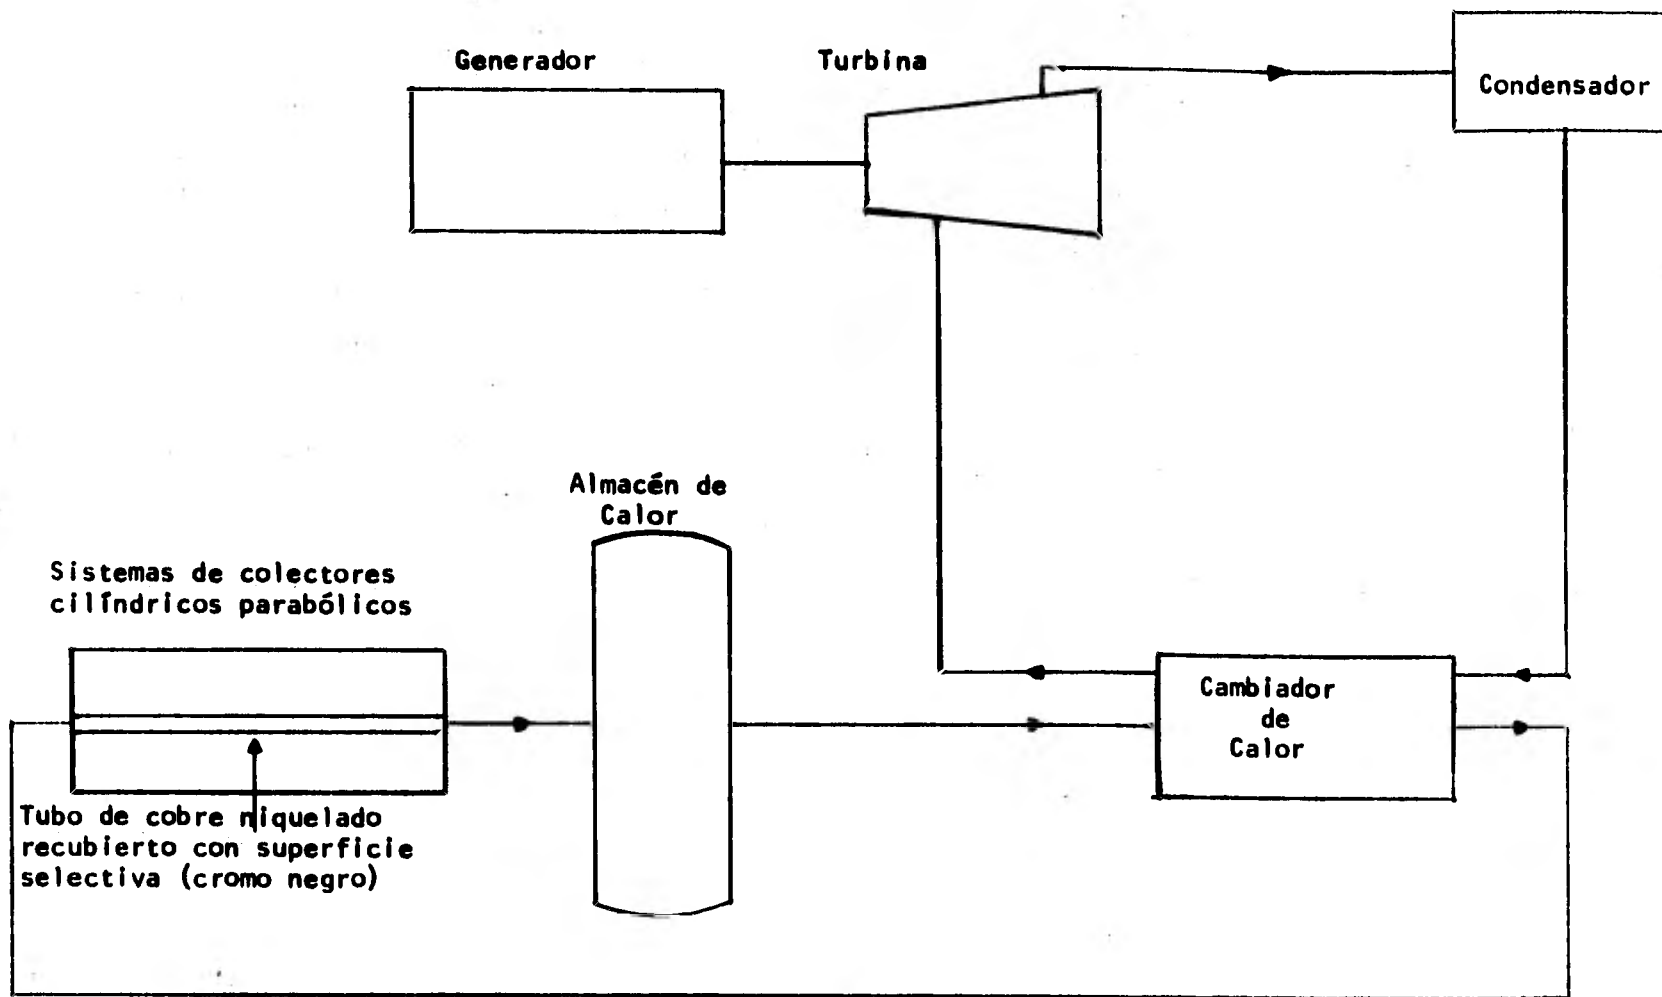 Generador
Turbina
Condensador
Almacén de
Calor
Sistemas de colectores
cilíndricos parabólicos
Cambiador
de
Calor
Tubo de cobre niquelado
recubierto con superficie
selectiva (cromo negro)